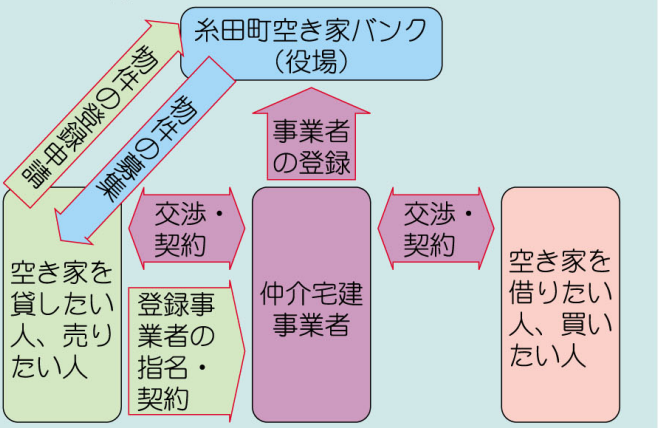 糸田町空き家バンク
（役場）
物件の登録申請
物件の募集
事業者
の登録
交渉・
契約
交渉・
契約
空き家を
貸したい
人、売り
たい人
登録事
業者の
指名・
契約
仲介宅建
事業者
空き家を
借りたい
人、買い
たい人